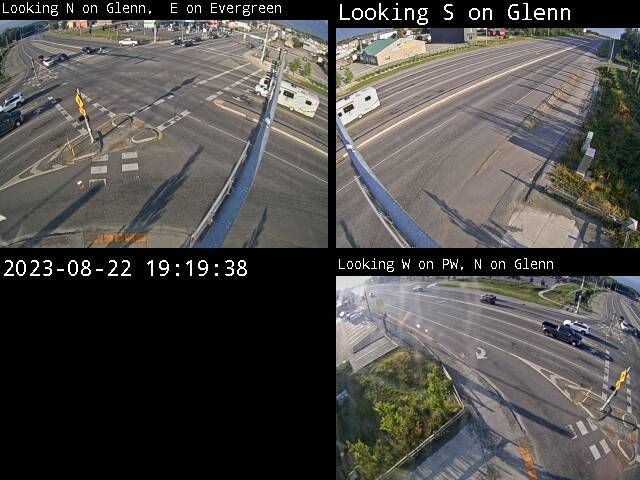 Looking N on Glenn,  E on Evergreen
Looking S on Glenn
2023-08-22 19:19:38
Looking W on PW, N on Glenn